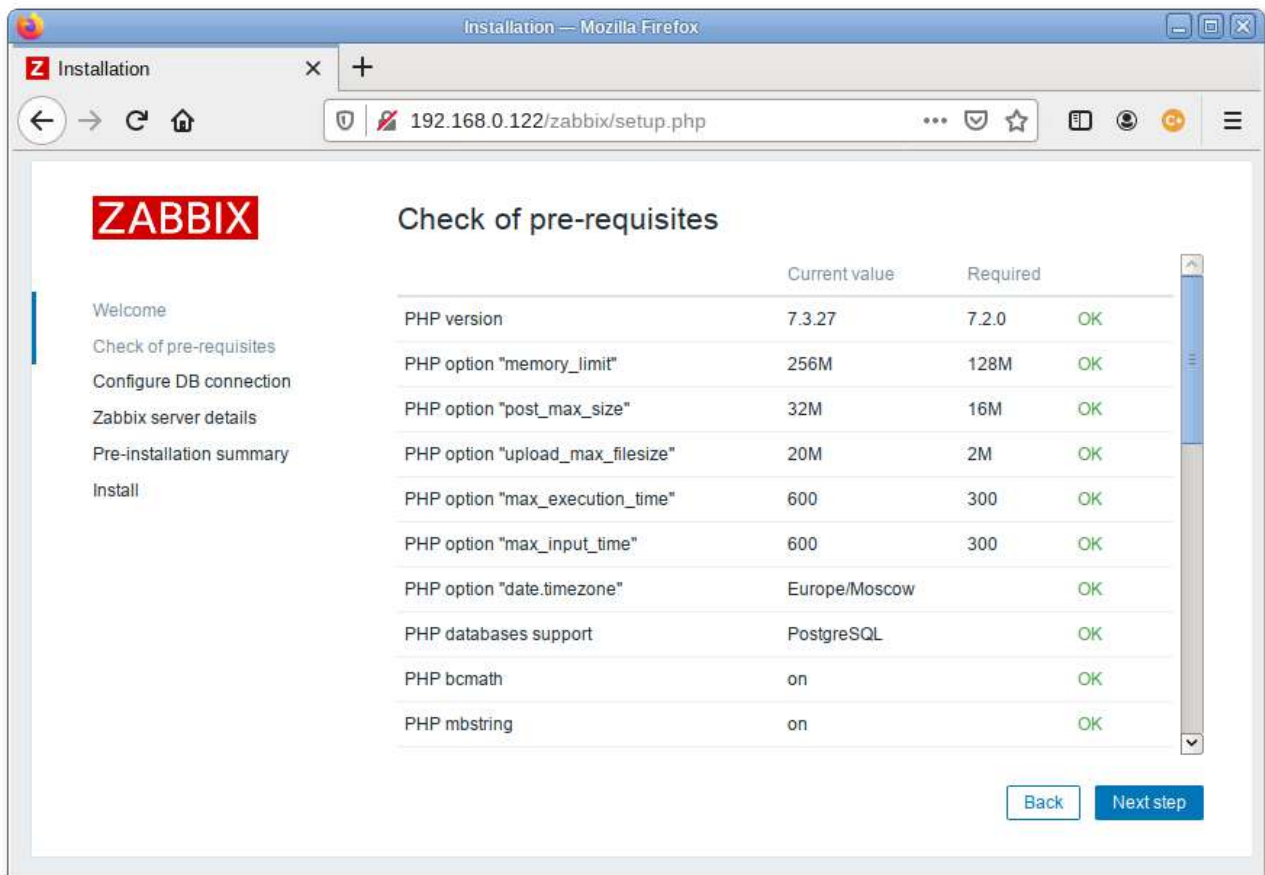 Installation — Mozilla Firefox
Z Installation
192.168.0.122/zabbix/setup.php
ZABBIX
Welcome
Check of pre-requisites
Configure DB connection
Zabbix server details
Pre-installation summary
Install
Check of pre-requisites
Current value Required
PHP version 7.3.27 7.2.0 OK
PHP option "memory_limit" 256M 128M OK
PHP option "post_max_size" 32M 16M OK
PHP option "upload_max_filesize" 20M 2M OK
PHP option "max_execution_time" 600 300 OK
PHP option "max_input_time" 600 300 OK
PHP option "date.timezone" Europe/Moscow OK
PHP databases support PostgreSQL OK
PHP bcmath on OK
PHP mbstring on OK
Back Next step